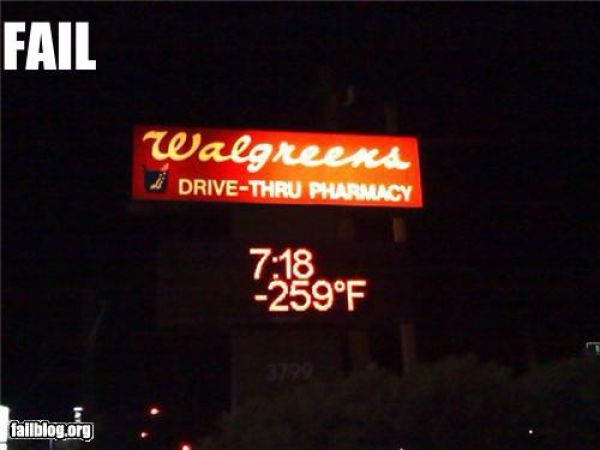 FAIL
Walgreens
DRIVE-THRU PHARMACY
7:18
-259°F
3799
failblog.org